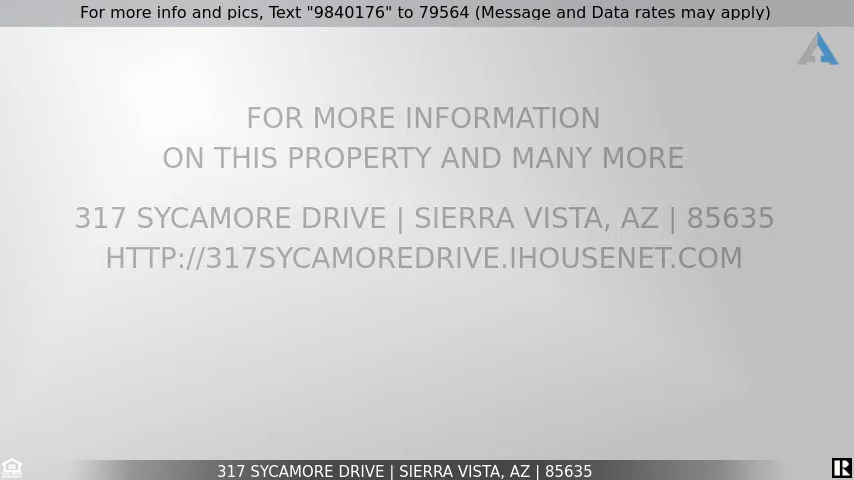 For more info and pics, Text "9840176" to 79564 (Message and Data rates may apply)
FOR MORE INFORMATION
ON THIS PROPERTY AND MANY MORE
317 SYCAMORE DRIVE | SIERRA VISTA, AZ | 85635
HTTP://317SYCAMOREDRIVE.IHOUSENET.COM
317 SYCAMORE DRIVE | SIERRA VISTA, AZ | 85635